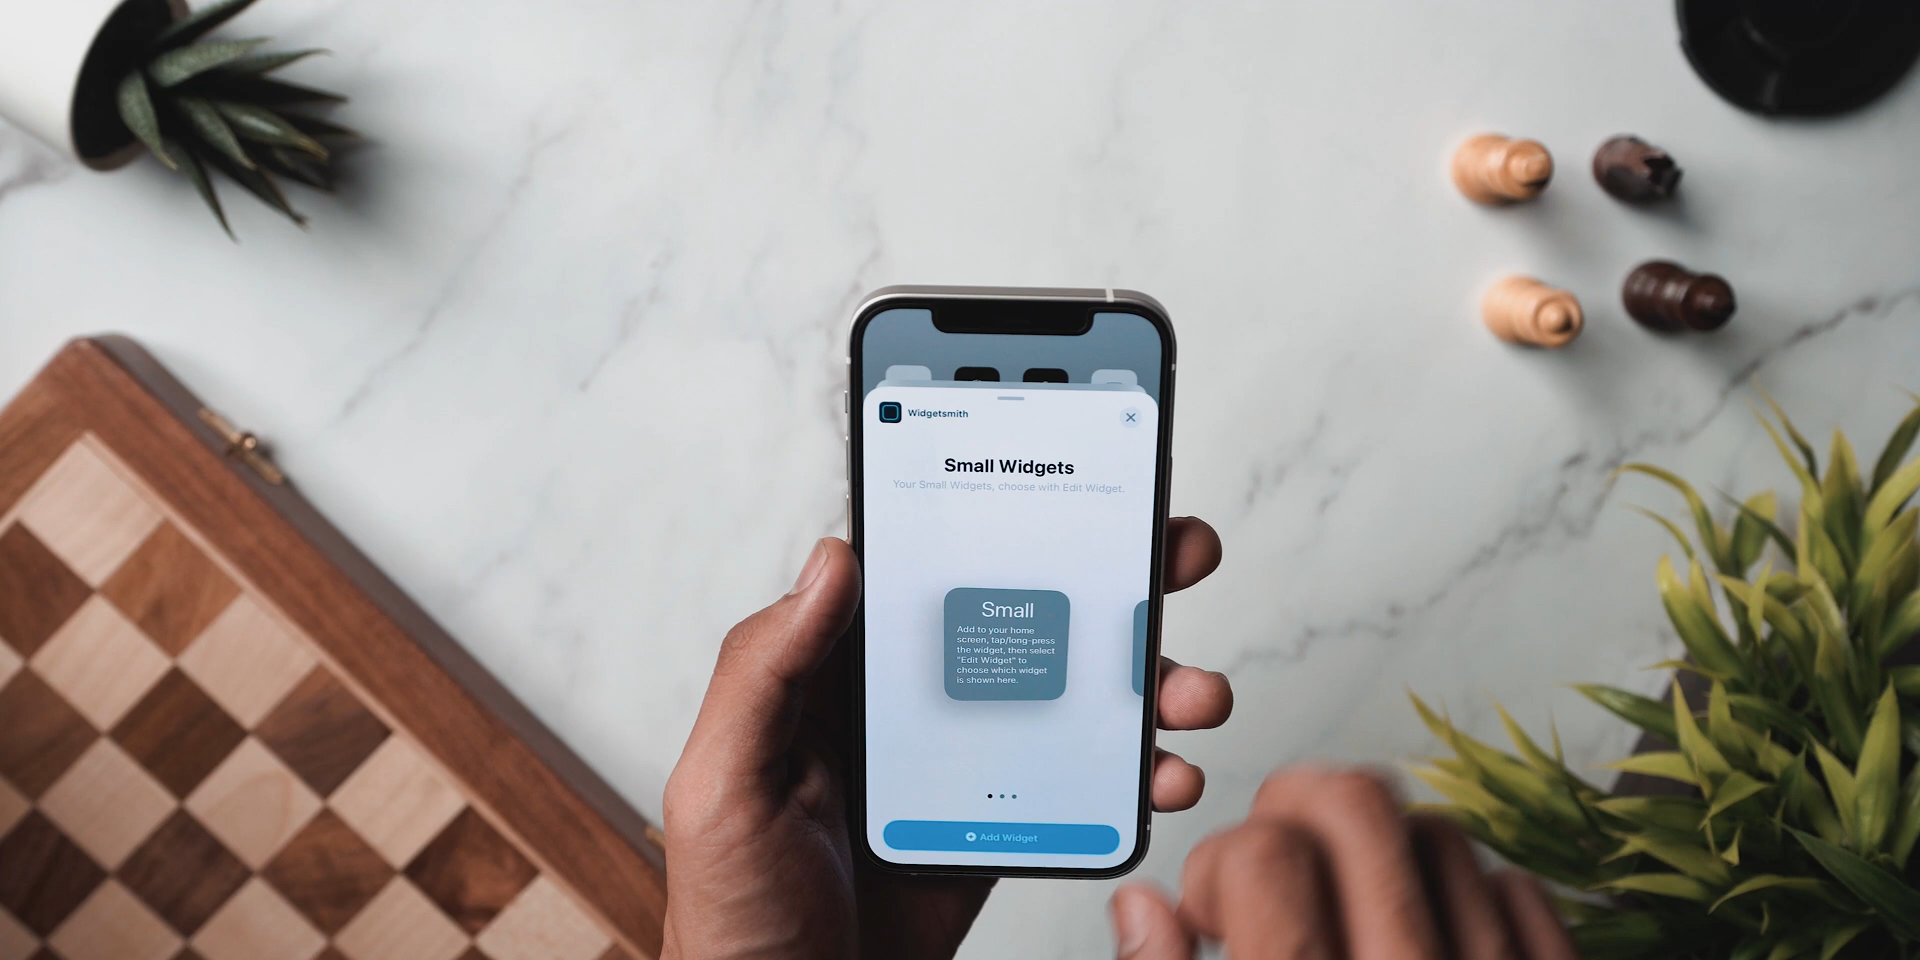 Widgetsmith
Small Widgets
Your Small Widgets, choose with Edit Widget.
Small
Add to your home
screen, tap/long-press
the widget, then select
"Edit Widget" to
choose which widget
is shown here.
Add Widget